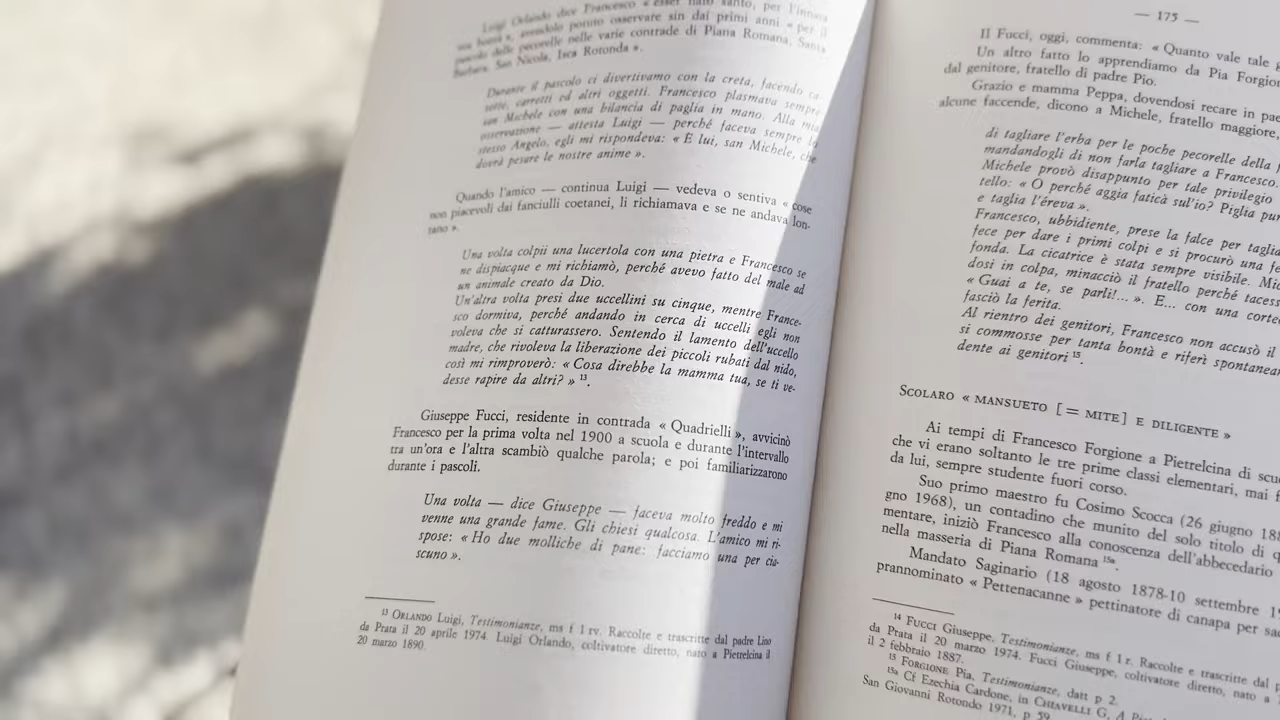 Luigi Orlando dice Francesco « esser nato santo, per l'innata
sua bontà », avendolo potuto osservare sin dai primi anni « per il
pascolo delle pecorelle nelle varie contrade di Piana Romana, Santa
Barbara, San Nicola, Isca Rotonda ».
Durante il pascolo ci divertivamo con la creta, facendo ca-
sette, carretti ed altri oggetti. Francesco plasmava sempre
san Michele con una bilancia di paglia in mano. Alla mia
osservazione — attesta Luigi — perché faceva sempre lo
stesso Angelo, egli mi rispondeva: « È lui, san Michele, che
dovrà pesare le nostre anime ».
Quando l'amico — continua Luigi — vedeva o sentiva « cose
non piacevoli dai fanciulli coetanei, li richiamava e se ne andava lon-
tano ».
Una volta colpii una lucertola con una pietra e Francesco se
ne dispiacque e mi richiamò, perché avevo fatto del male ad
un animale creato da Dio.
Un'altra volta presi due uccellini su cinque, mentre France-
sco dormiva, perché andando in cerca di uccelli egli non
voleva che si catturassero. Sentendo il lamento dell'uccello
madre, che rivoleva la liberazione dei piccoli rubati dal nido,
così mi rimproverò: « Cosa direbbe la mamma tua, se ti ve-
desse rapire da altri? » 13.
Giuseppe Fucci, residente in contrada « Quadrielli », avvicinò
Francesco per la prima volta nel 1900 a scuola e durante l'intervallo
tra un'ora e l'altra scambiò qualche parola; e poi familiarizzarono
durante i pascoli.
Una volta — dice Giuseppe — faceva molto freddo e mi
venne una grande fame. Gli chiesi qualcosa. L'amico mi ri-
spose: « Ho due molliche di pane: facciamo una per cia-
scuno ».
13 ORLANDO Luigi, Testimonianze, ms f 1 rv. Raccolte e trascritte dal padre Lino
da Prata il 20 aprile 1974. Luigi Orlando, coltivatore diretto, nato a Pietrelcina il
20 marzo 1890.
— 175 —
Il Fucci, oggi, commenta: « Quanto vale tale
Un altro fatto lo apprendiamo da Pia Forgion
dal genitore, fratello di padre Pio.
Grazio e mamma Peppa, dovendosi recare in pae
alcune faccende, dicono a Michele, fratello maggiore,
di tagliare l'erba per le poche pecorelle della
mandandogli di non farla tagliare a Francesco.
Michele provò disappunto per tale privilegio
tello: « O perché aggia faticà sul'io? Piglia pu
e taglia l'éreva ».
Francesco, ubbidiente, prese la falce per tagli
fece per dare i primi colpi e si procurò una fe
fonda. La cicatrice è stata sempre visibile. Mic
dosi in colpa, minacciò il fratello perché tacess
« Guai a te, se parli!... ». E... con una cortec
fasciò la ferita.
Al rientro dei genitori, Francesco non accusò il
si commosse per tanta bontà e riferì spontanea
dente ai genitori 15.
SCOLARO « MANSUETO [= MITE] E DILIGENTE »
Ai tempi di Francesco Forgione a Pietrelcina di scu
che vi erano soltanto le tre prime classi elementari, mai f
da lui, sempre studente fuori corso.
Suo primo maestro fu Cosimo Scocca (26 giugno 188
gno 1968), un contadino che munito del solo titolo di q
mentare, iniziò Francesco alla conoscenza dell'abbecedario
nella masseria di Piana Romana 15a.
Mandato Saginario (18 agosto 1878-10 settembre 1
prannominato « Pettenacanne » pettinatore di canapa per sa
14 FUCCI Giuseppe, Testimonianze, ms f 1 r. Raccolte e trascritte dal p
da Prata il 20 marzo 1974. Fucci Giuseppe, coltivatore diretto, nato a
il 2 febbraio 1887.
15 FORGIONE Pia, Testimonianze, datt p 2.
15a Cf Ezechia Cardone, in CHIAVELLI G, A
San Giovanni Rotondo 1971, p 59.